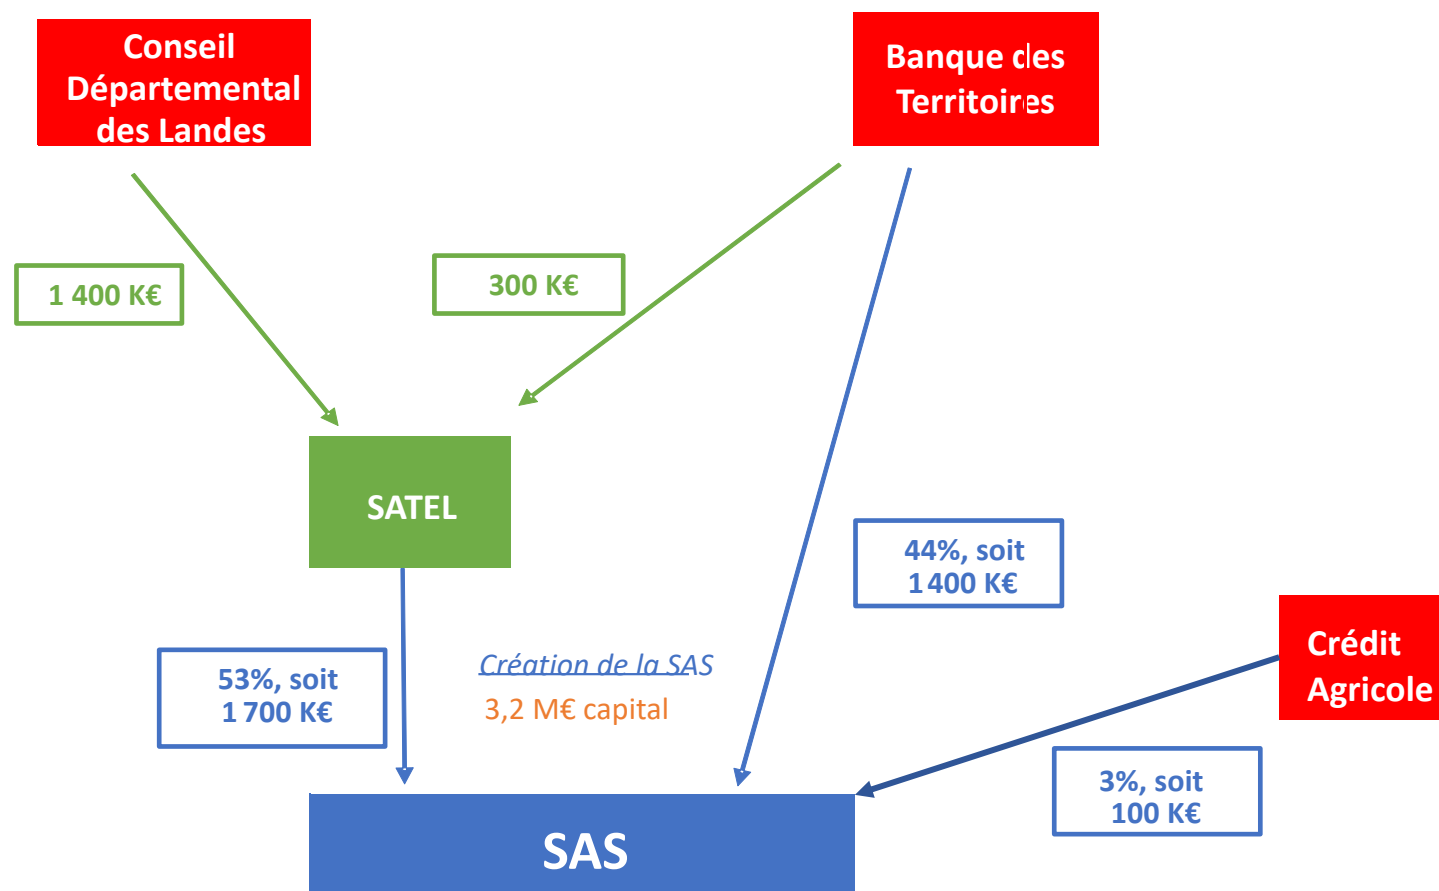 Conseil
Départemental
des Landes
Banque des
Territoires
1 400 K€
300 K€
SATEL
44%, soit
1 400 K€
53%, soit
1 700 K€
Création de la SAS
3,2 M€ capital
Crédit
Agricole
3%, soit
100 K€
SAS